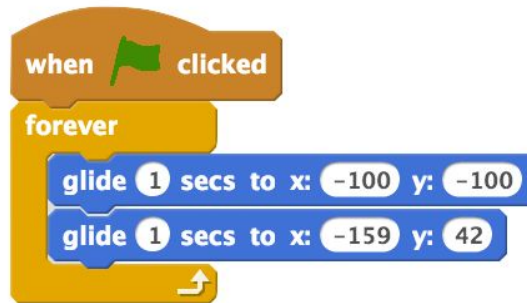 when clicked
forever
glide 1 secs to x: -100 y: -100
glide 1 secs to x: -159 y: 42